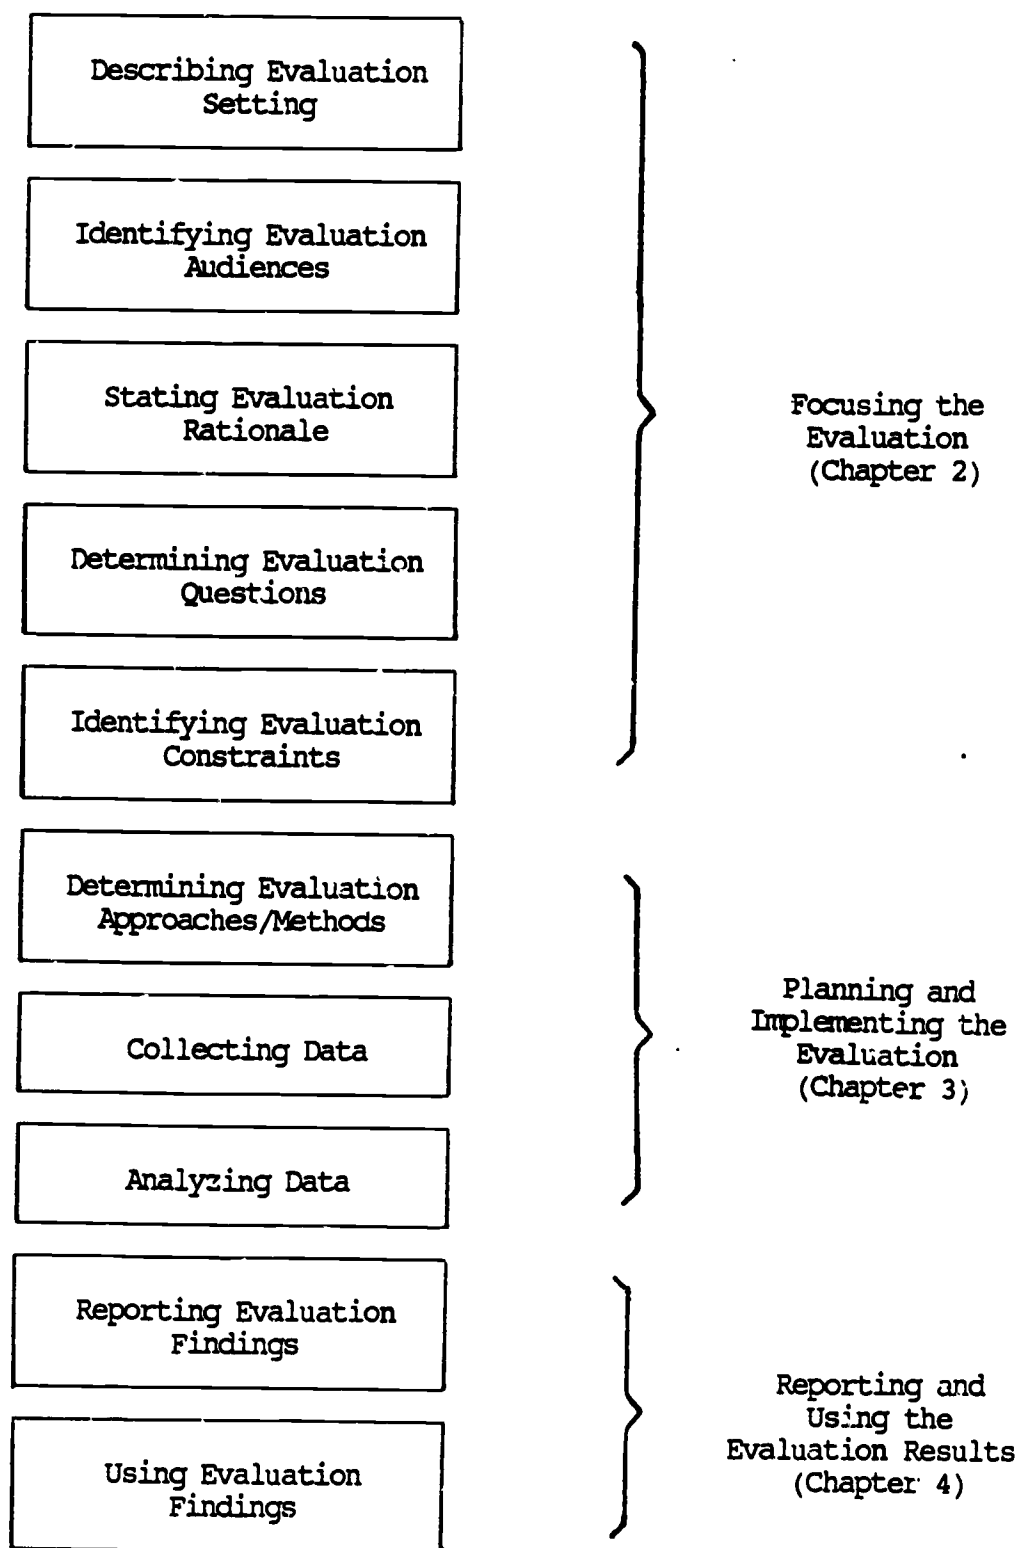 Describing Evaluation
Setting
Identifying Evaluation
Audiences
Stating Evaluation
Rationale
Determining Evaluation
Questions
Identifying Evaluation
Constraints
Focusing the
Evaluation
(Chapter 2)
Determining Evaluation
Approaches/Methods
Collecting Data
Analyzing Data
Planning and
Implementing the
Evaluation
(Chapter 3)
Reporting Evaluation
Findings
Using Evaluation
Findings
Reporting and
Using the
Evaluation Results
(Chapter 4)